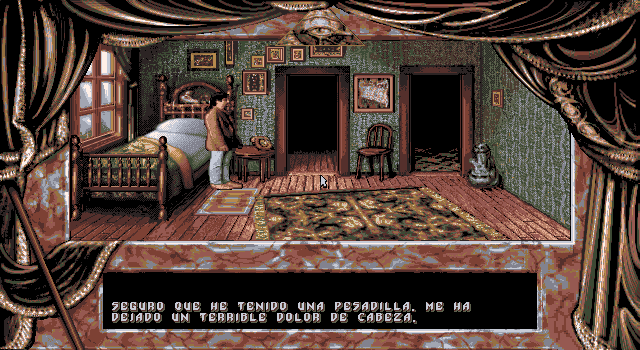 SEGURO QUE HE TENIDO UNA PESADILLA. ME HA
DEJADO UN TERRIBLE DOLOR DE CABEZA.